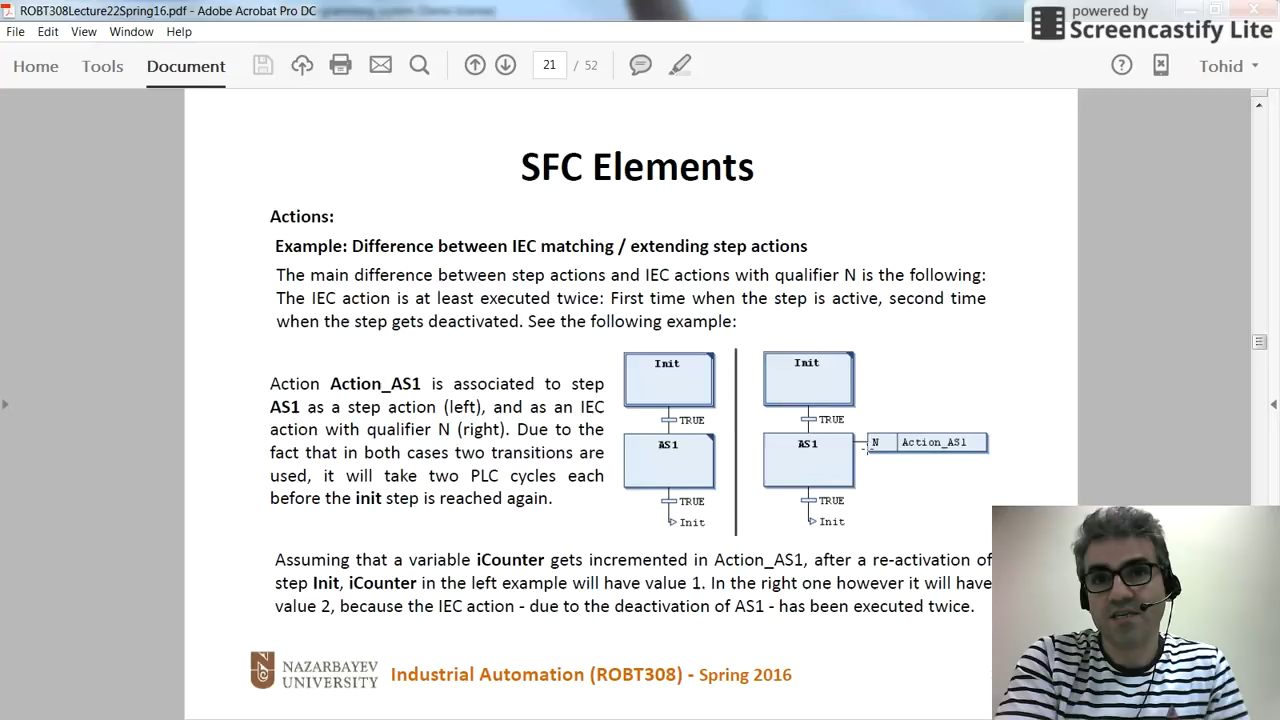 ROBT308Lecture22Spring16.pdf - Adobe Acrobat Pro DC
powered by
Screencastify Lite
File Edit View Window Help
Home Tools Document 21 / 52 Tohid
SFC Elements
Actions:
Example: Difference between IEC matching / extending step actions
The main difference between step actions and IEC actions with qualifier N is the following:
The IEC action is at least executed twice: First time when the step is active, second time
when the step gets deactivated. See the following example:
Action Action_AS1 is associated to step
AS1 as a step action (left), and as an IEC
action with qualifier N (right). Due to the
fact that in both cases two transitions are
used, it will take two PLC cycles each
before the init step is reached again.
Init
TRUE
AS1
TRUE
Init
Init
TRUE
AS1 N Action_AS1
TRUE
Init
Assuming that a variable iCounter gets incremented in Action_AS1, after a re-activation of
step Init, iCounter in the left example will have value 1. In the right one however it will have
value 2, because the IEC action - due to the deactivation of AS1 - has been executed twice.
NAZARBAYEV
UNIVERSITY
Industrial Automation (ROBT308) - Spring 2016